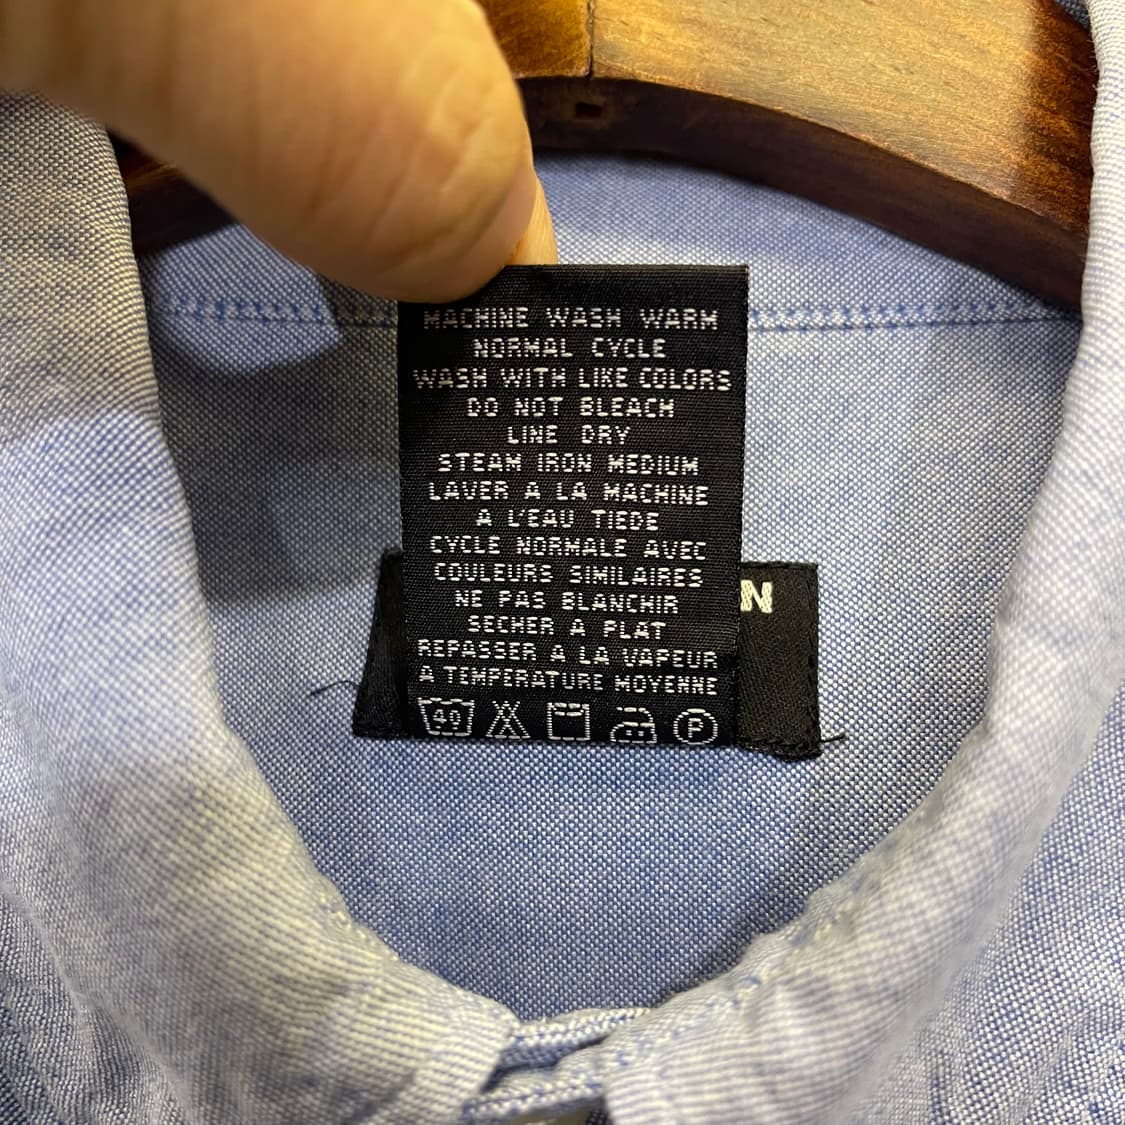 MACHINE WASH WARM
NORMAL CYCLE
WASH WITH LIKE COLORS
DO NOT BLEACH
LINE DRY
STEAM IRON MEDIUM
LAVER A LA MACHINE
A L'EAU TIEDE
CYCLE NORMALE AVEC
COULEURS SIMILAIRES
NE PAS BLANCHIR
SECHER A PLAT
REPASSER A LA VAPEUR
A TEMPERATURE MOYENNE
40 P
N